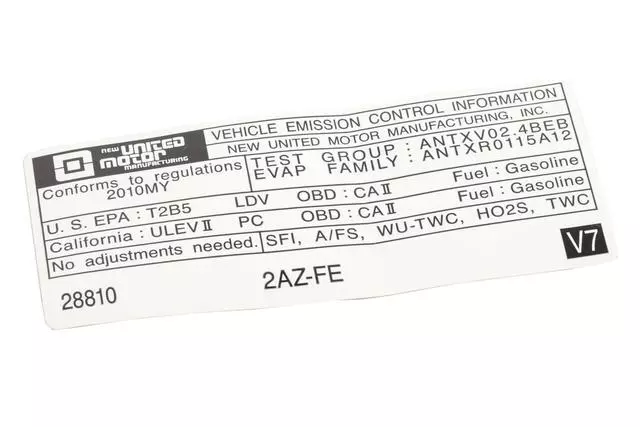 NEW UNITED
MOTOR
MANUFACTURING
VEHICLE EMISSION CONTROL INFORMATION
NEW UNITED MOTOR MANUFACTURING, INC.
Conforms to regulations
2010MY
TEST GROUP : ANTXV02.4BEB
EVAP FAMILY : ANTXR0115A12
U. S. EPA : T2B5 LDV OBD : CAⅡ Fuel : Gasoline
California : ULEVⅡ PC OBD : CAⅡ Fuel : Gasoline
No adjustments needed. SFI, A/FS, WU-TWC, HO2S, TWC
28810 2AZ-FE V7